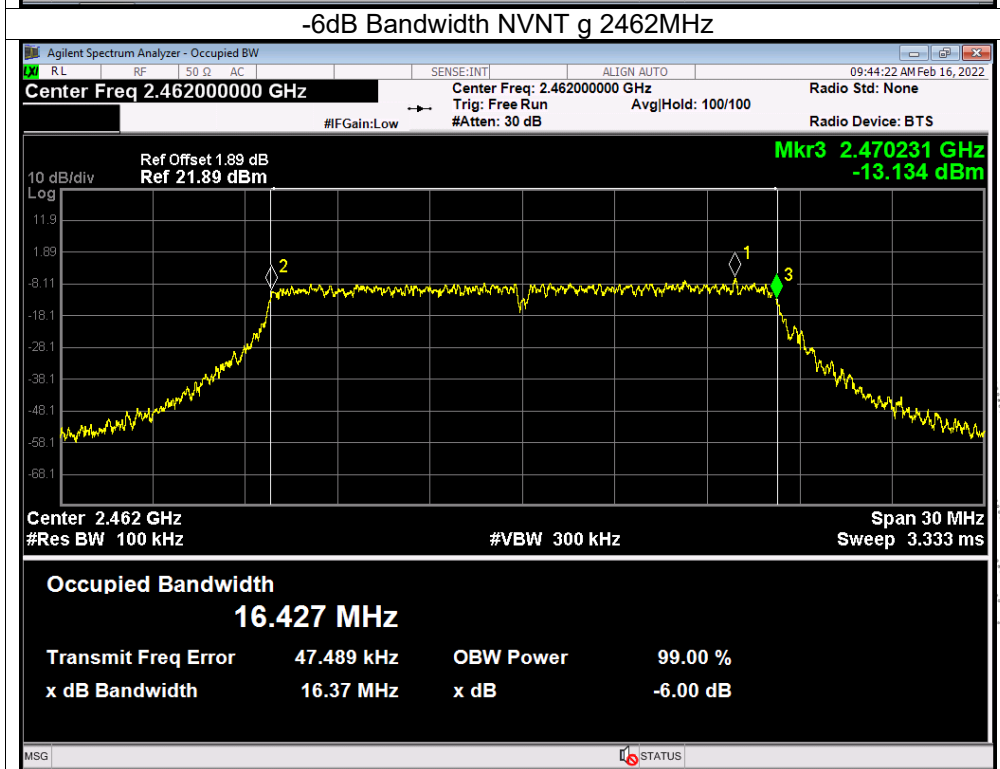 -6dB Bandwidth NVNT g 2462MHz
Agilent Spectrum Analyzer - Occupied BW
LXI RL RF 50 Ω AC SENSE:INT ALIGN AUTO 09:44:22 AM Feb 16, 2022
Center Freq 2.462000000 GHz Center Freq: 2.462000000 GHz Radio Std: None
Trig: Free Run Avg|Hold: 100/100
#IFGain:Low #Atten: 30 dB Radio Device: BTS
Ref Offset 1.89 dB Mkr3 2.470231 GHz
10 dB/div Ref 21.89 dBm -13.134 dBm
Log
11.9
1.89
-8.11
-18.1
-28.1
-38.1
-48.1
-58.1
-68.1
2
1
3
Center 2.462 GHz Span 30 MHz
#Res BW 100 kHz #VBW 300 kHz Sweep 3.333 ms
Occupied Bandwidth
16.427 MHz
Transmit Freq Error 47.489 kHz OBW Power 99.00 %
x dB Bandwidth 16.37 MHz x dB -6.00 dB
MSG STATUS